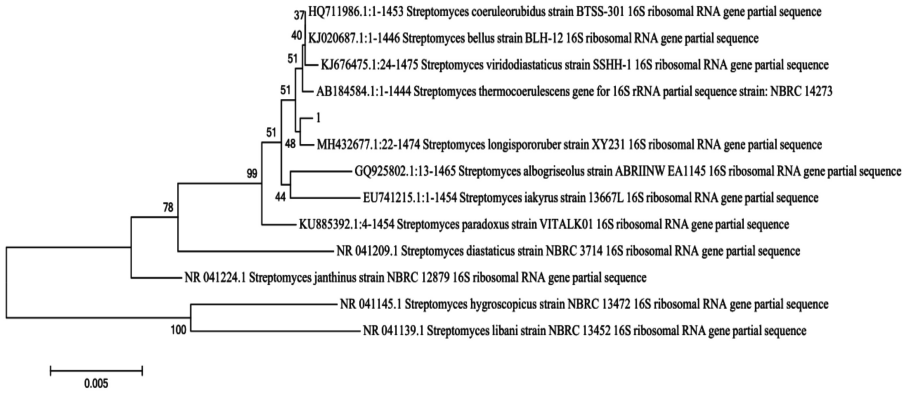 37
HQ711986.1:1-1453 Streptomyces coeruleorubidus strain BTSS-301 16S ribosomal RNA gene partial sequence
40
KJ020687.1:1-1446 Streptomyces bellus strain BLH-12 16S ribosomal RNA gene partial sequence
51
KJ676475.1:24-1475 Streptomyces viridodiastaticus strain SSHH-1 16S ribosomal RNA gene partial sequence
51
AB184584.1:1-1444 Streptomyces thermocoerulescens gene for 16S rRNA partial sequence strain: NBRC 14273
1
51
48
MH432677.1:22-1474 Streptomyces longispororuber strain XY231 16S ribosomal RNA gene partial sequence
99
GQ925802.1:13-1465 Streptomyces albogriseolus strain ABRIINW EA1145 16S ribosomal RNA gene partial sequence
44
EU741215.1:1-1454 Streptomyces iakyrus strain 13667L 16S ribosomal RNA gene partial sequence
78
KU885392.1:4-1454 Streptomyces paradoxus strain VITALK01 16S ribosomal RNA gene partial sequence
NR 041209.1 Streptomyces diastaticus strain NBRC 3714 16S ribosomal RNA gene partial sequence
NR 041224.1 Streptomyces janthinus strain NBRC 12879 16S ribosomal RNA gene partial sequence
NR 041145.1 Streptomyces hygroscopicus strain NBRC 13472 16S ribosomal RNA gene partial sequence
100
NR 041139.1 Streptomyces libani strain NBRC 13452 16S ribosomal RNA gene partial sequence
0.005